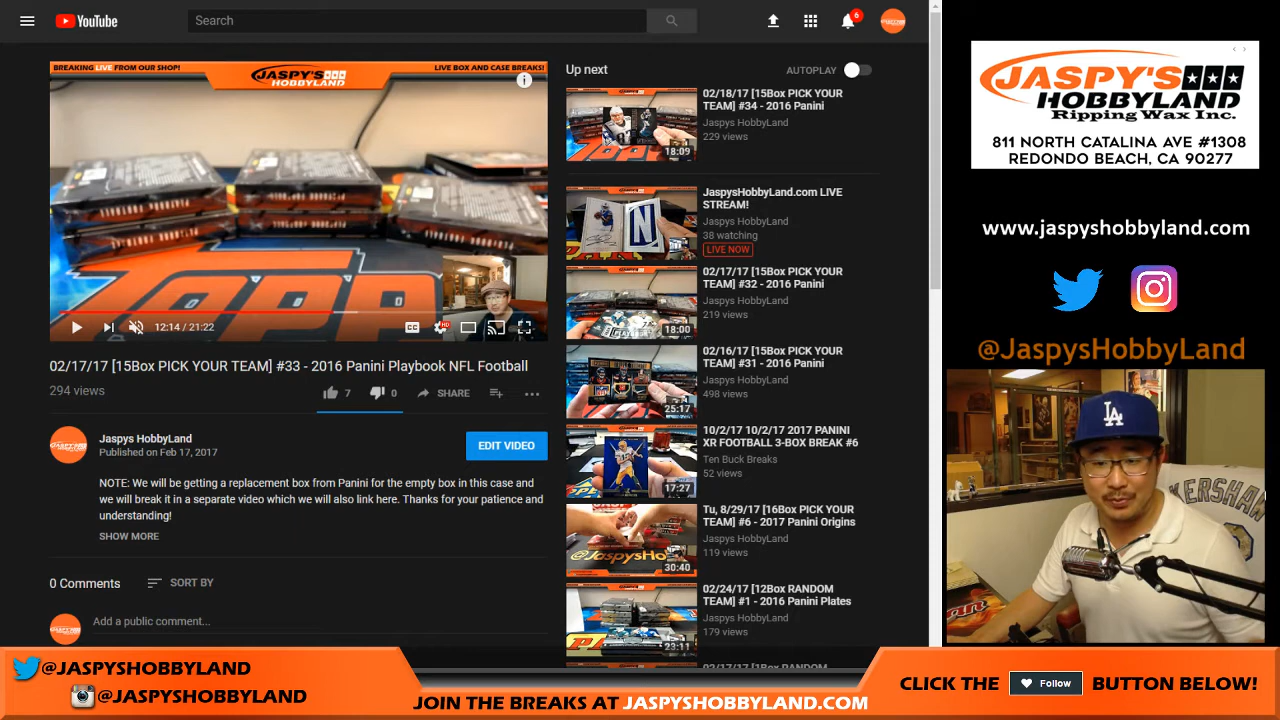 YouTube
Search
6
BREAKING LIVE FROM OUR SHOP!
JASPY'S
HOBBYLAND
LIVE BOX AND CASE BREAKS!
12:14 / 21:22
CC
HD
02/17/17 [15Box PICK YOUR TEAM] #33 - 2016 Panini Playbook NFL Football
294 views
7
0
SHARE
Jaspys HobbyLand
Published on Feb 17, 2017
EDIT VIDEO
NOTE: We will be getting a replacement box from Panini for the empty box in this case and
we will break it in a separate video which we will also link here. Thanks for your patience and
understanding!
SHOW MORE
0 Comments
SORT BY
Add a public comment...
Up next
AUTOPLAY
02/18/17 [15Box PICK YOUR
TEAM] #34 - 2016 Panini
Jaspys HobbyLand
229 views
18:09
JaspysHobbyLand.com LIVE
STREAM!
Jaspys HobbyLand
38 watching
LIVE NOW
02/17/17 [15Box PICK YOUR
TEAM] #32 - 2016 Panini
Jaspys HobbyLand
219 views
18:00
02/16/17 [15Box PICK YOUR
TEAM] #31 - 2016 Panini
Jaspys HobbyLand
498 views
25:17
10/2/17 10/2/17 2017 PANINI
XR FOOTBALL 3-BOX BREAK #6
Ten Buck Breaks
52 views
17:27
Tu, 8/29/17 [16Box PICK YOUR
TEAM] #6 - 2017 Panini Origins
Jaspys HobbyLand
119 views
30:40
02/24/17 [12Box RANDOM
TEAM] #1 - 2016 Panini Plates
Jaspys HobbyLand
179 views
23:11
02/17/17 [1Box RANDOM
JASPY'S
HOBBYLAND
Ripping Wax Inc.
811 NORTH CATALINA AVE #1308
REDONDO BEACH, CA 90277
www.jaspyshobbyland.com
@JaspysHobbyLand
LA
KERSHAW
@JASPYSHOBBYLAND
@JASPYSHOBBYLAND
JOIN THE BREAKS AT JASPYSHOBBYLAND.COM
CLICK THE Follow BUTTON BELOW!